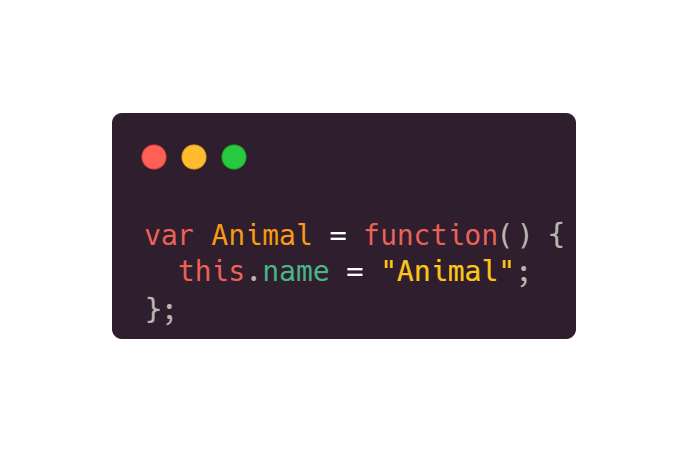 var Animal = function() {
  this.name = "Animal";
};